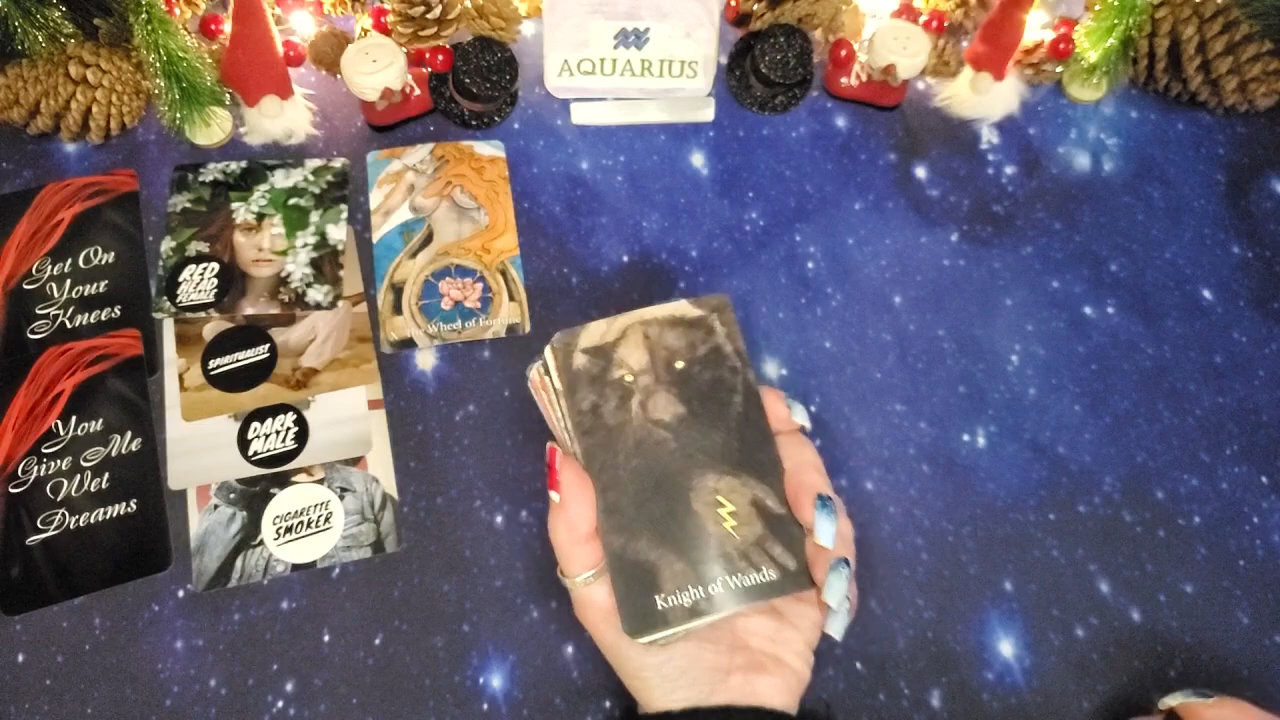 AQUARIUS
Get On
Your
Knees
You
Give Me
Wet
Dreams
RED
HEAD
FEMALE
SPIRITUALIST
DARK
MALE
CIGARETTE
SMOKER
X. The Wheel of Fortune
Knight of Wands